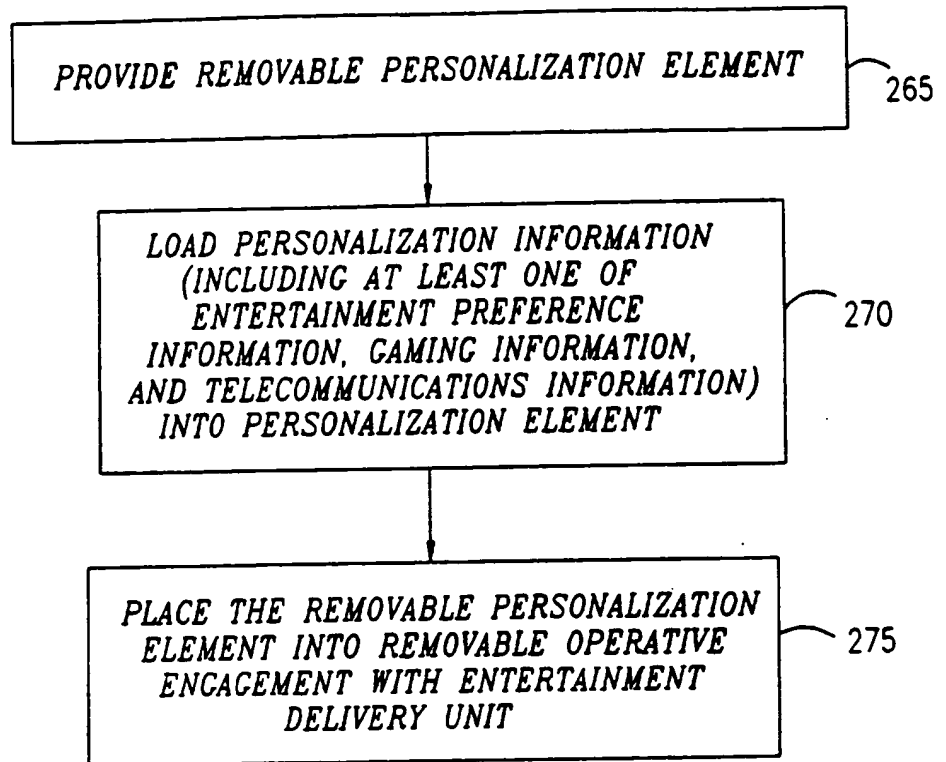 PROVIDE REMOVABLE PERSONALIZATION ELEMENT
265
LOAD PERSONALIZATION INFORMATION
(INCLUDING AT LEAST ONE OF
ENTERTAINMENT PREFERENCE
INFORMATION, GAMING INFORMATION,
AND TELECOMMUNICATIONS INFORMATION)
INTO PERSONALIZATION ELEMENT
270
PLACE THE REMOVABLE PERSONALIZATION
ELEMENT INTO REMOVABLE OPERATIVE
ENGAGEMENT WITH ENTERTAINMENT
DELIVERY UNIT
275